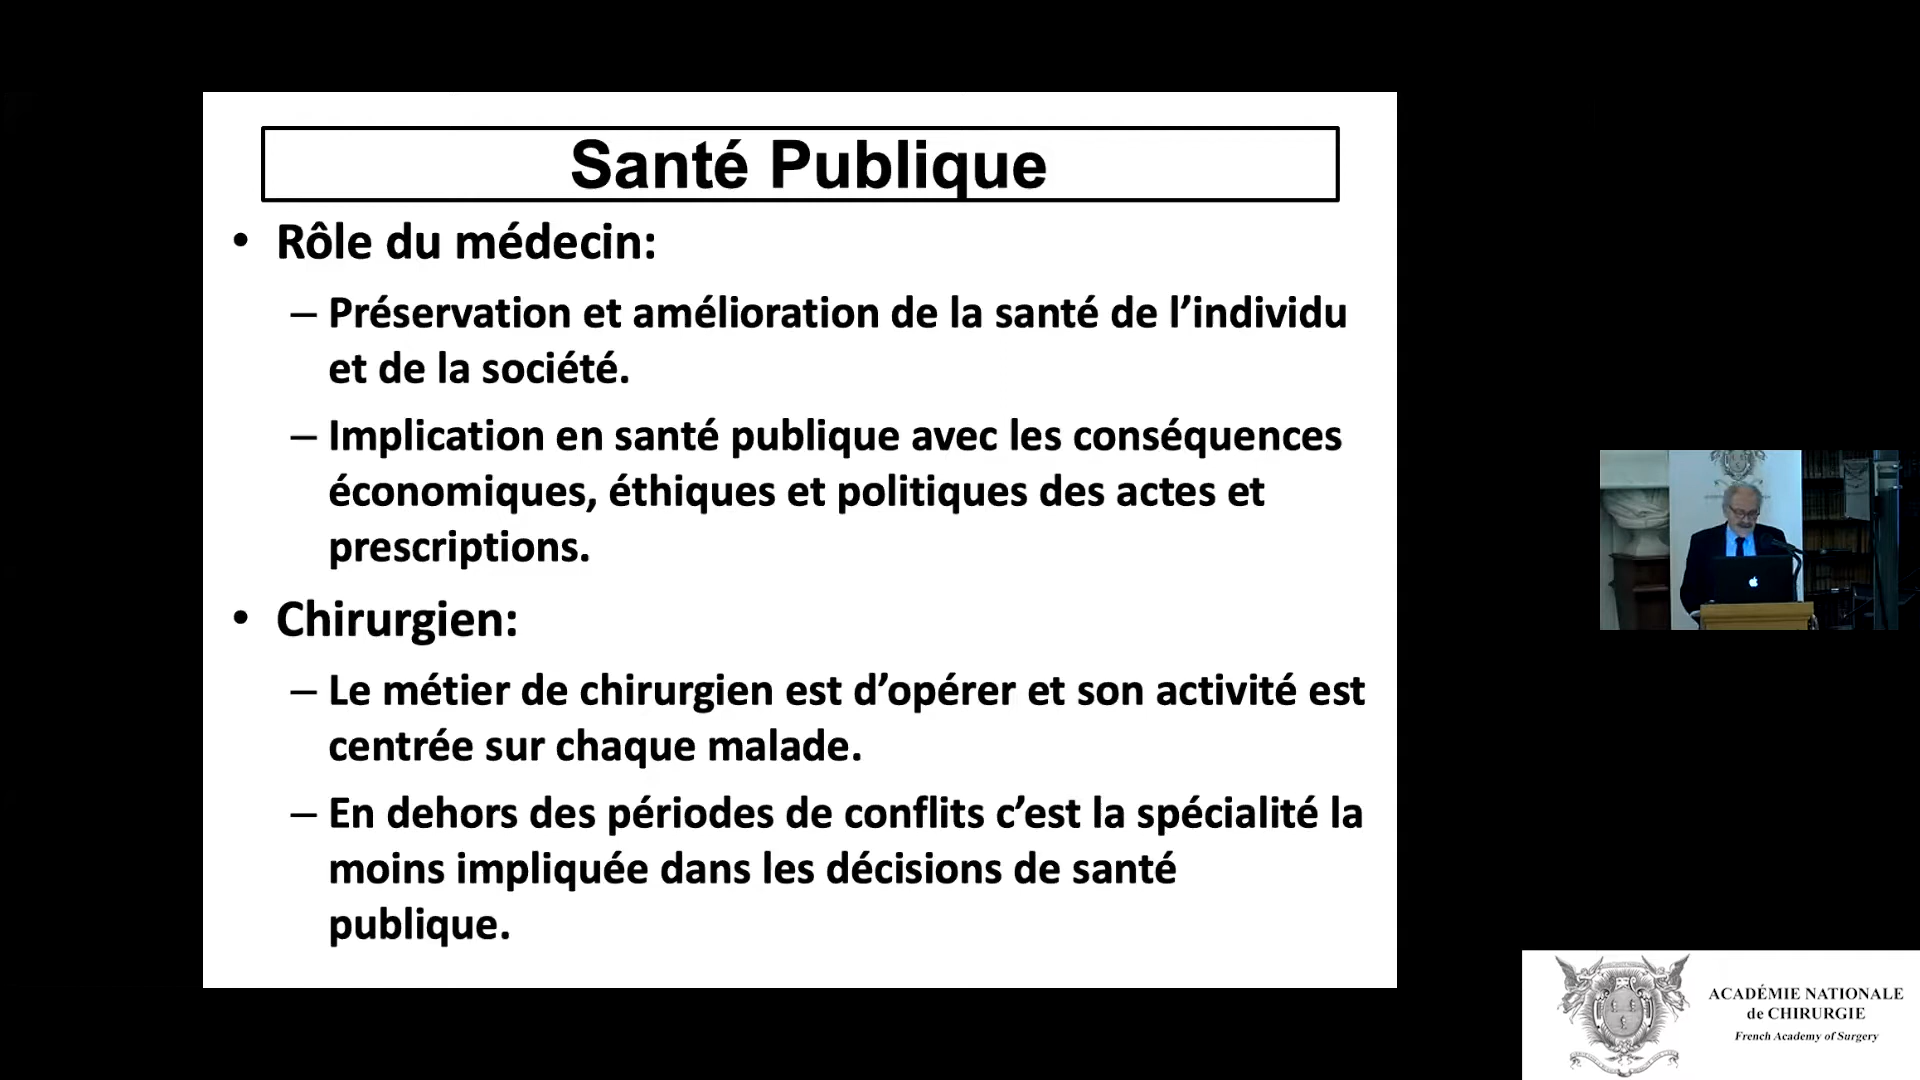 Santé Publique
• Rôle du médecin:
– Préservation et amélioration de la santé de l’individu
et de la société.
– Implication en santé publique avec les conséquences
économiques, éthiques et politiques des actes et
prescriptions.
• Chirurgien:
– Le métier de chirurgien est d’opérer et son activité est
centrée sur chaque malade.
– En dehors des périodes de conflits c’est la spécialité la
moins impliquée dans les décisions de santé
publique.
ACADÉMIE NATIONALE
de CHIRURGIE
French Academy of Surgery